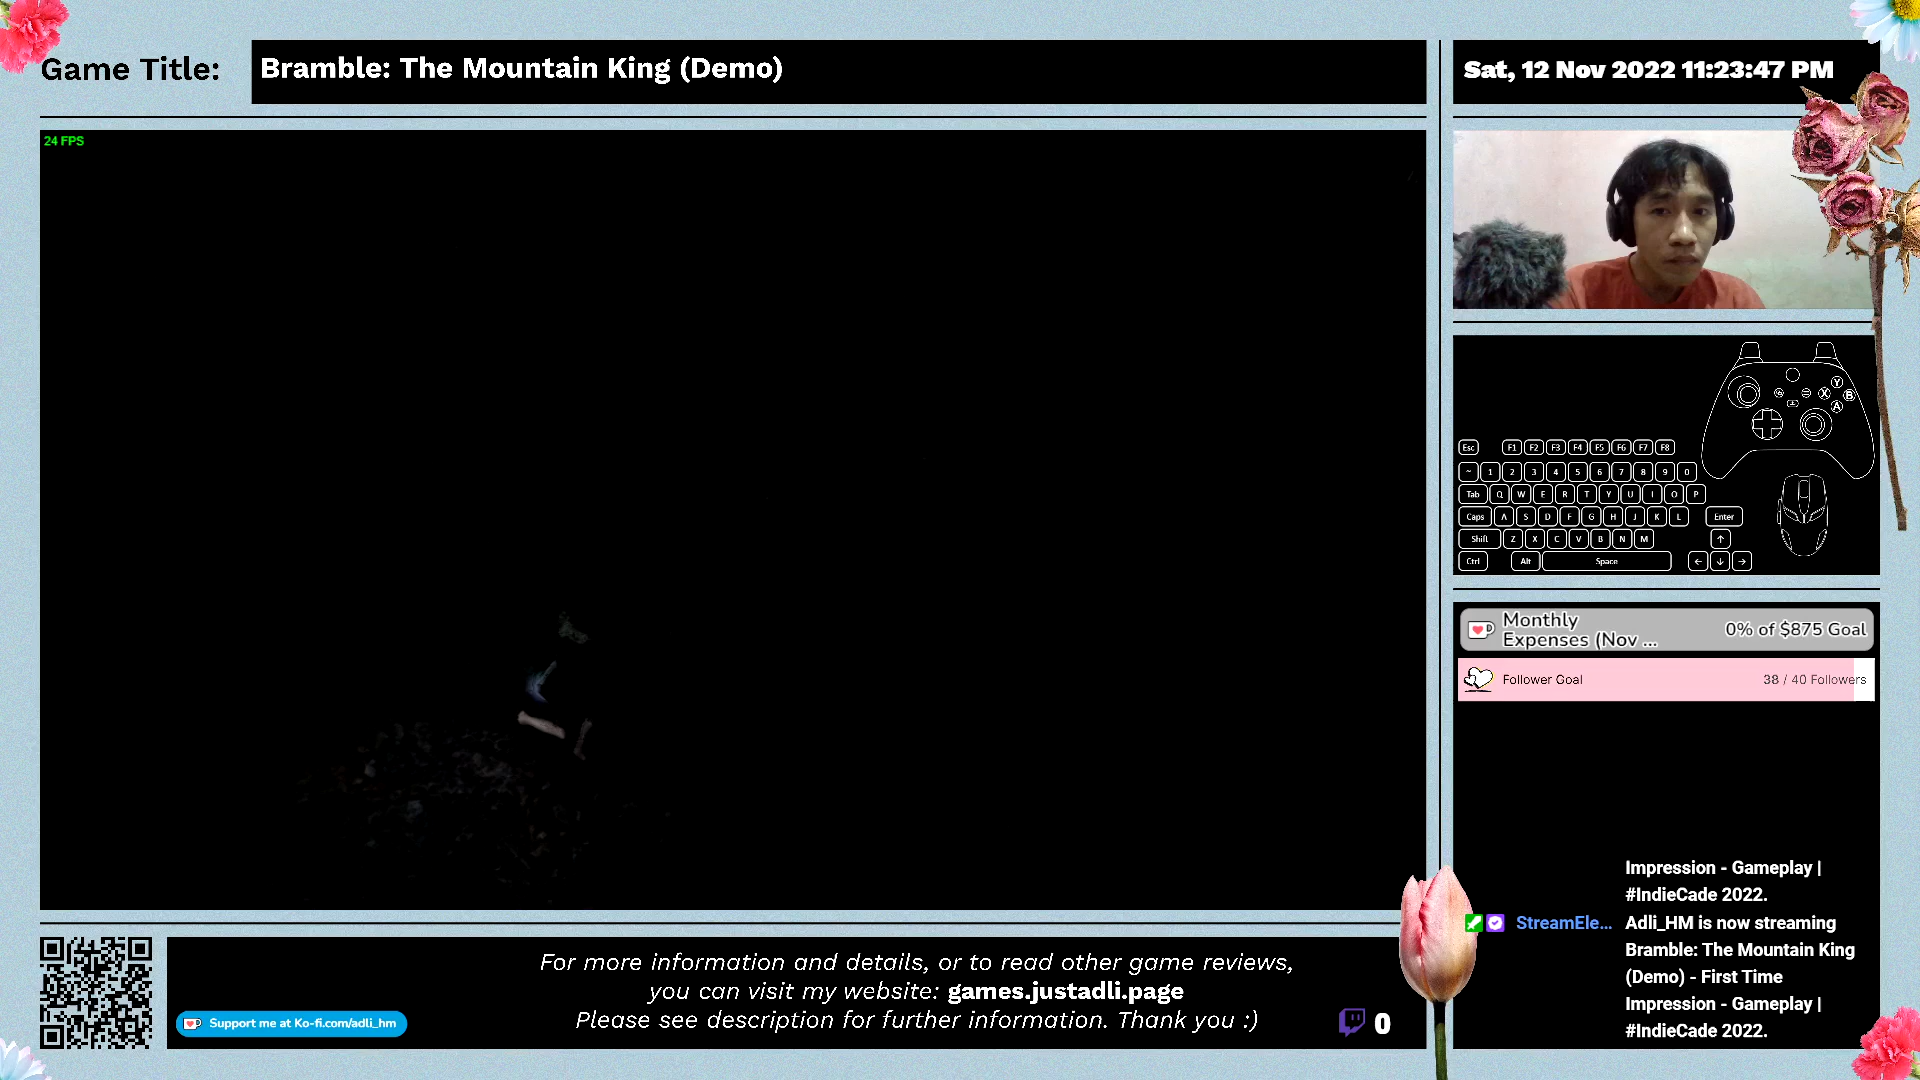 Game Title:
Bramble: The Mountain King (Demo)
Sat, 12 Nov 2022 11:23:47 PM
24 FPS
Y
X B
A
Esc F1 F2 F3 F4 F5 F6 F7 F8
~ 1 2 3 4 5 6 7 8 9 0
Tab Q W E R T Y U I O P
Caps A S D F G H J K L Enter
Shift Z X C V B N M ↑
Ctrl Alt Space ← ↓ →
Monthly
Expenses (Nov ...
0% of $875 Goal
Follower Goal
38 / 40 Followers
Impression - Gameplay |
#IndieCade 2022.
StreamEle... Adli_HM is now streaming
Bramble: The Mountain King
(Demo) - First Time
Impression - Gameplay |
#IndieCade 2022.
For more information and details, or to read other game reviews,
you can visit my website: games.justadli.page
Please see description for further information. Thank you :)
Support me at Ko-fi.com/adli_hm
0